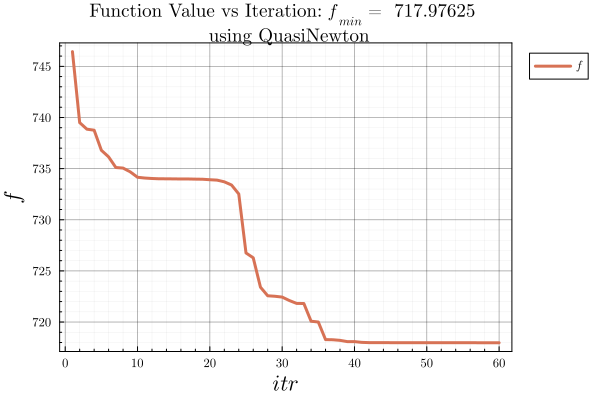 Function Value vs Iteration: f_min = 717.97625
using QuasiNewton
f
745
740
735
730
725
720
f
0 10 20 30 40 50 60
itr